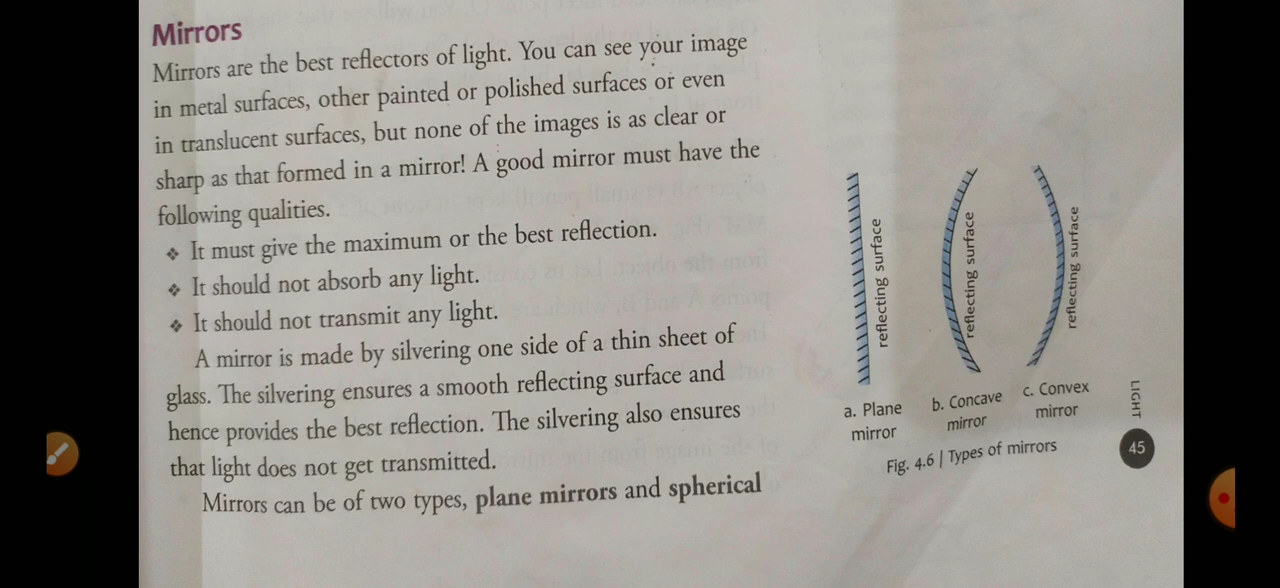 Mirrors
Mirrors are the best reflectors of light. You can see your image
in metal surfaces, other painted or polished surfaces or even
in translucent surfaces, but none of the images is as clear or
sharp as that formed in a mirror! A good mirror must have the
following qualities.
❖ It must give the maximum or the best reflection.
❖ It should not absorb any light.
❖ It should not transmit any light.
A mirror is made by silvering one side of a thin sheet of
glass. The silvering ensures a smooth reflecting surface and
hence provides the best reflection. The silvering also ensures
that light does not get transmitted.
Mirrors can be of two types, plane mirrors and spherical
reflecting surface
reflecting surface
reflecting surface
a. Plane
mirror
b. Concave
mirror
c. Convex
mirror
Fig. 4.6 | Types of mirrors
LIGHT
45